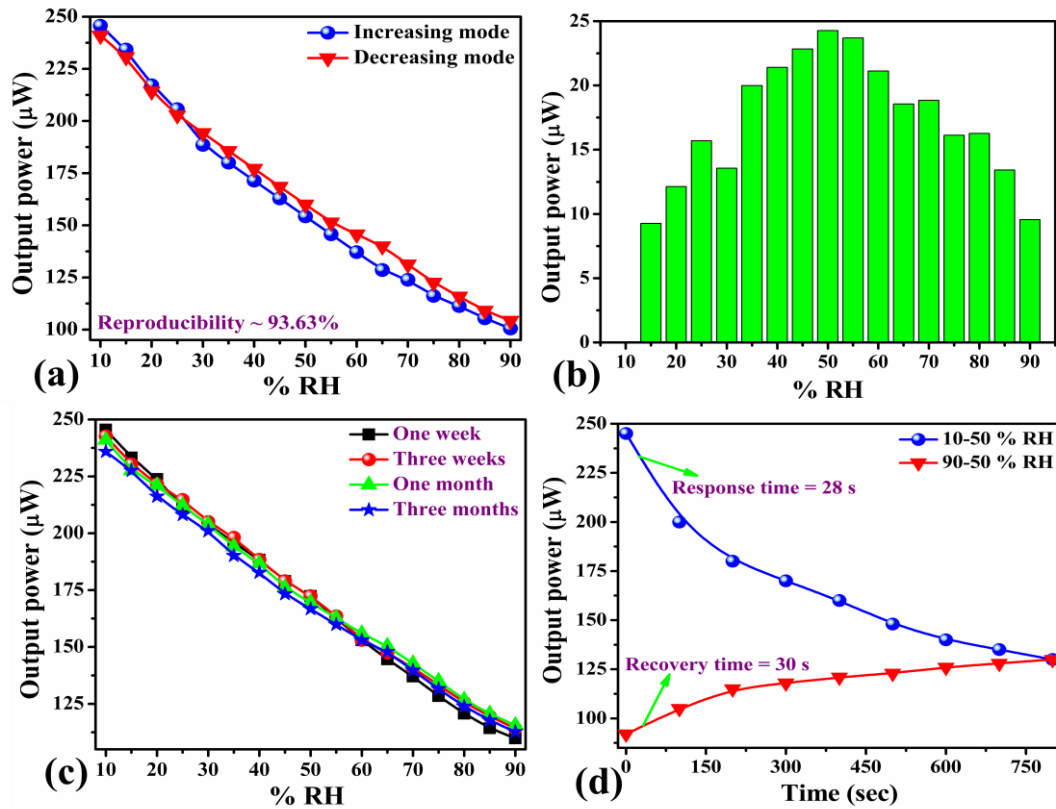 250
225
200
175
150
125
100
Output power (μW)
Increasing mode
Decreasing mode
Reproducibility ~ 93.63%
10 20 30 40 50 60 70 80 90
% RH
(a)
25
20
15
10
5
0
Output power (μW)
10 20 30 40 50 60 70 80 90
% RH
(b)
250
225
200
175
150
125
Output power (μW)
One week
Three weeks
One month
Three months
10 20 30 40 50 60 70 80 90
% RH
(c)
250
225
200
175
150
125
100
Output power (μW)
10-50 % RH
90-50 % RH
Response time = 28 s
Recovery time = 30 s
0 150 300 450 600 750
Time (sec)
(d)